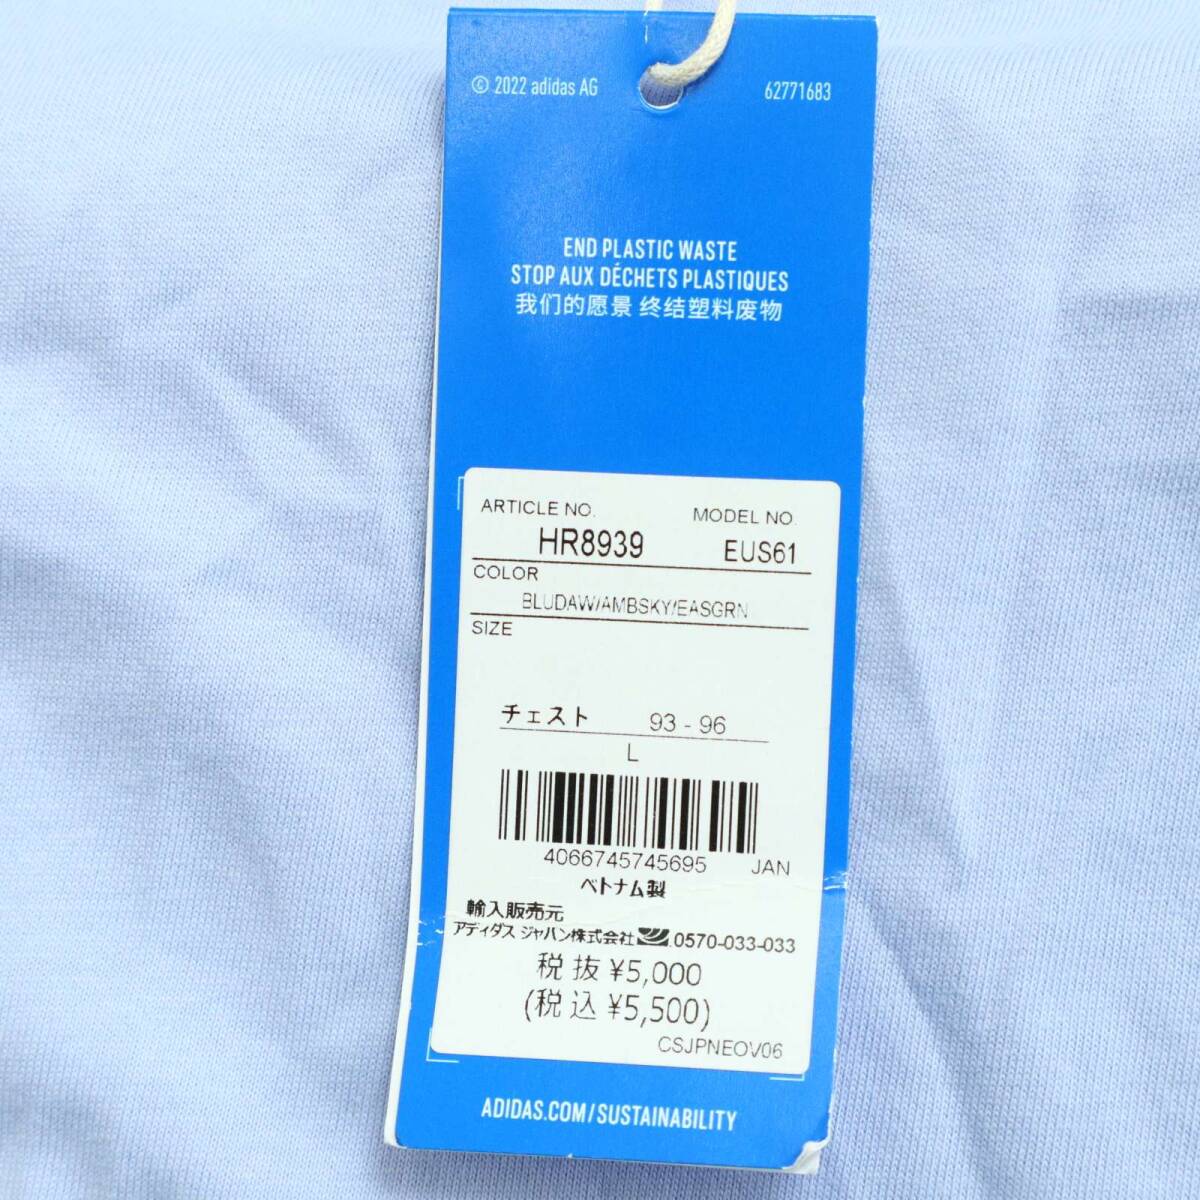 © 2022 adidas AG 62771683
END PLASTIC WASTE
STOP AUX DÉCHETS PLASTIQUES
我们的愿景 终结塑料废物
ARTICLE NO. MODEL NO.
HR8939 EUS61
COLOR
BLUDAW/AMBSKY/EASGRN
SIZE
チェスト 93 - 96
L
4066745745695 JAN
ベトナム製
輸入販売元
アディダス ジャパン株式会社 0570-033-033
税抜 ¥5,000
(税込 ¥5,500)
CSJPNEOV06
ADIDAS.COM/SUSTAINABILITY